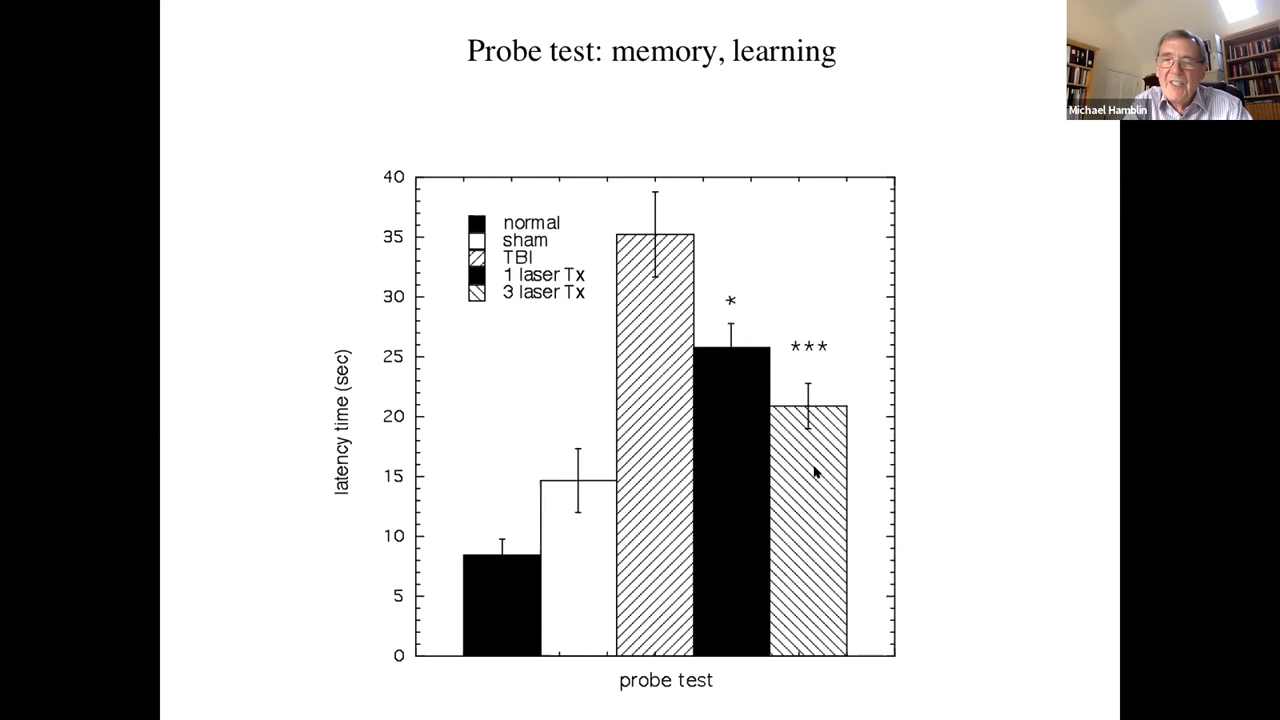 Probe test: memory, learning
Michael Hamblin
40
35
30
25
20
15
10
5
0
latency time (sec)
normal
sham
TBI
1 laser Tx
3 laser Tx
*
***
probe test